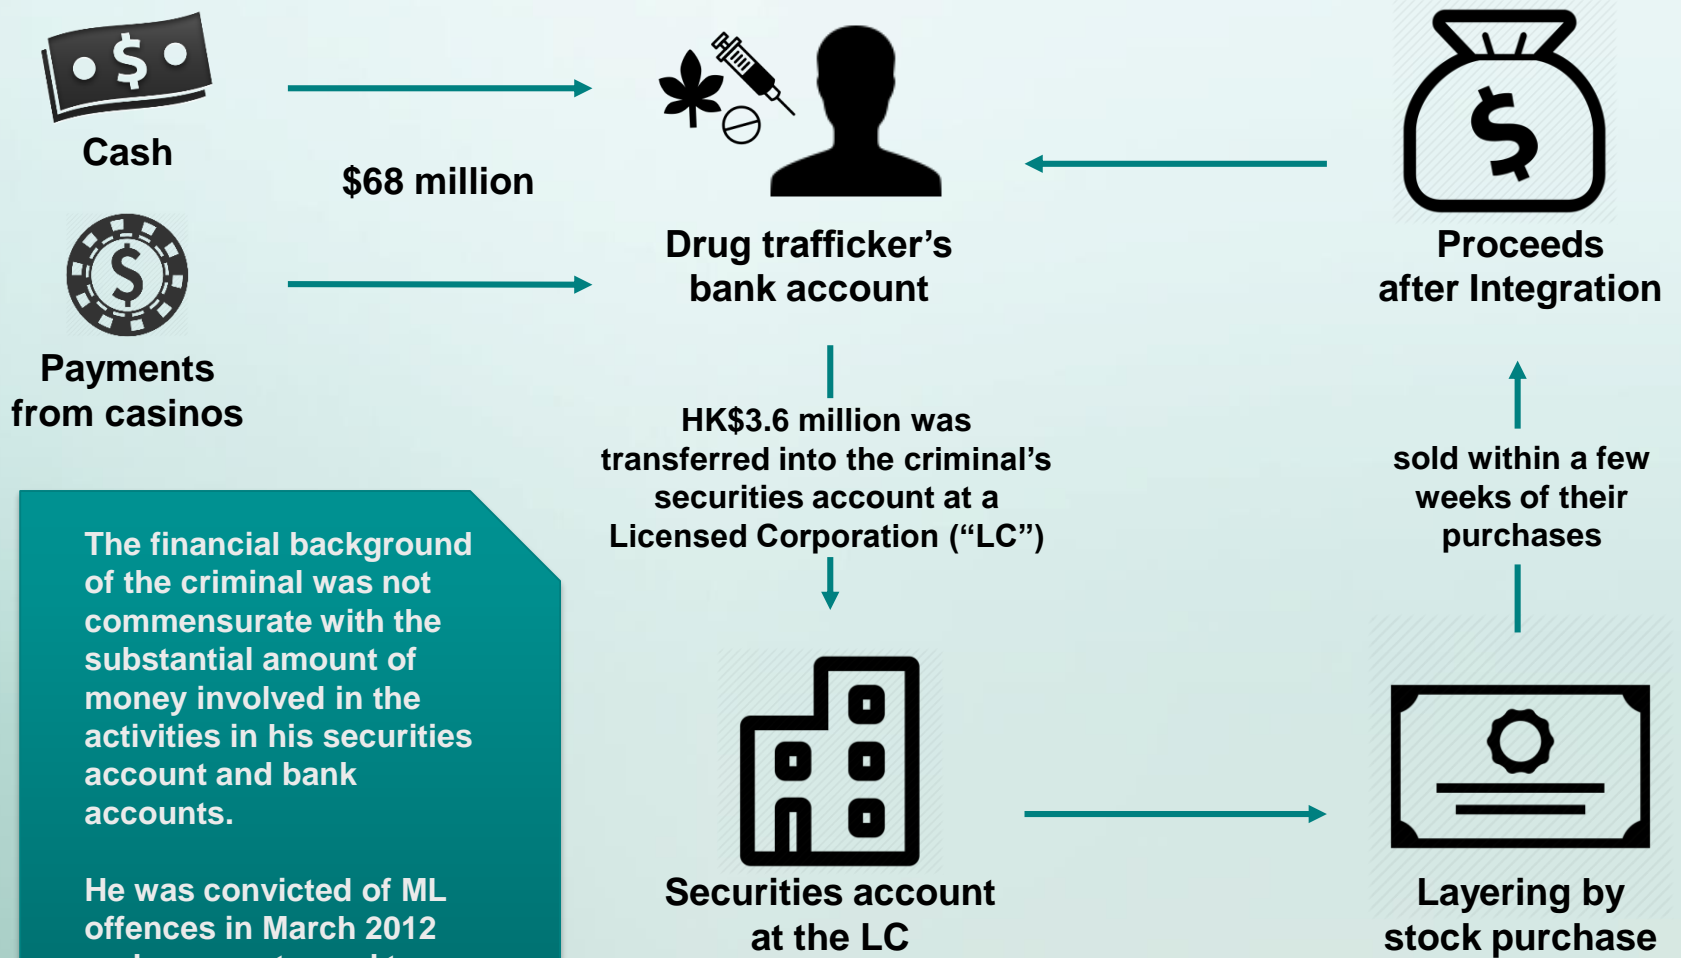 Cash
$68 million
Payments
from casinos
Drug trafficker’s
bank account
Proceeds
after Integration
HK$3.6 million was
transferred into the criminal’s
securities account at a
Licensed Corporation (“LC”)
sold within a few
weeks of their
purchases
The financial background
of the criminal was not
commensurate with the
substantial amount of
money involved in the
activities in his securities
account and bank
accounts.
He was convicted of ML
offences in March 2012
Securities account
at the LC
Layering by
stock purchase